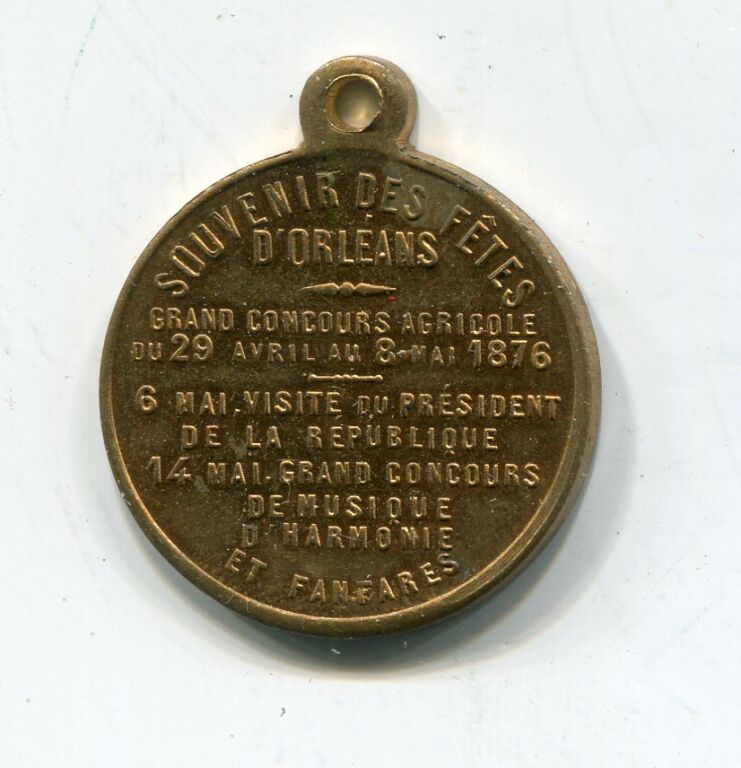 SOUVENIR DES FÊTES
D'ORLÉANS
GRAND CONCOURS AGRICOLE
DU 29 AVRIL AU 8 MAI 1876
6 MAI, VISITE DU PRÉSIDENT
DE LA REPUBLIQUE
14 MAI, GRAND CONCOURS
DE MUSIQUE
D'HARMONIE
ET FANFARES